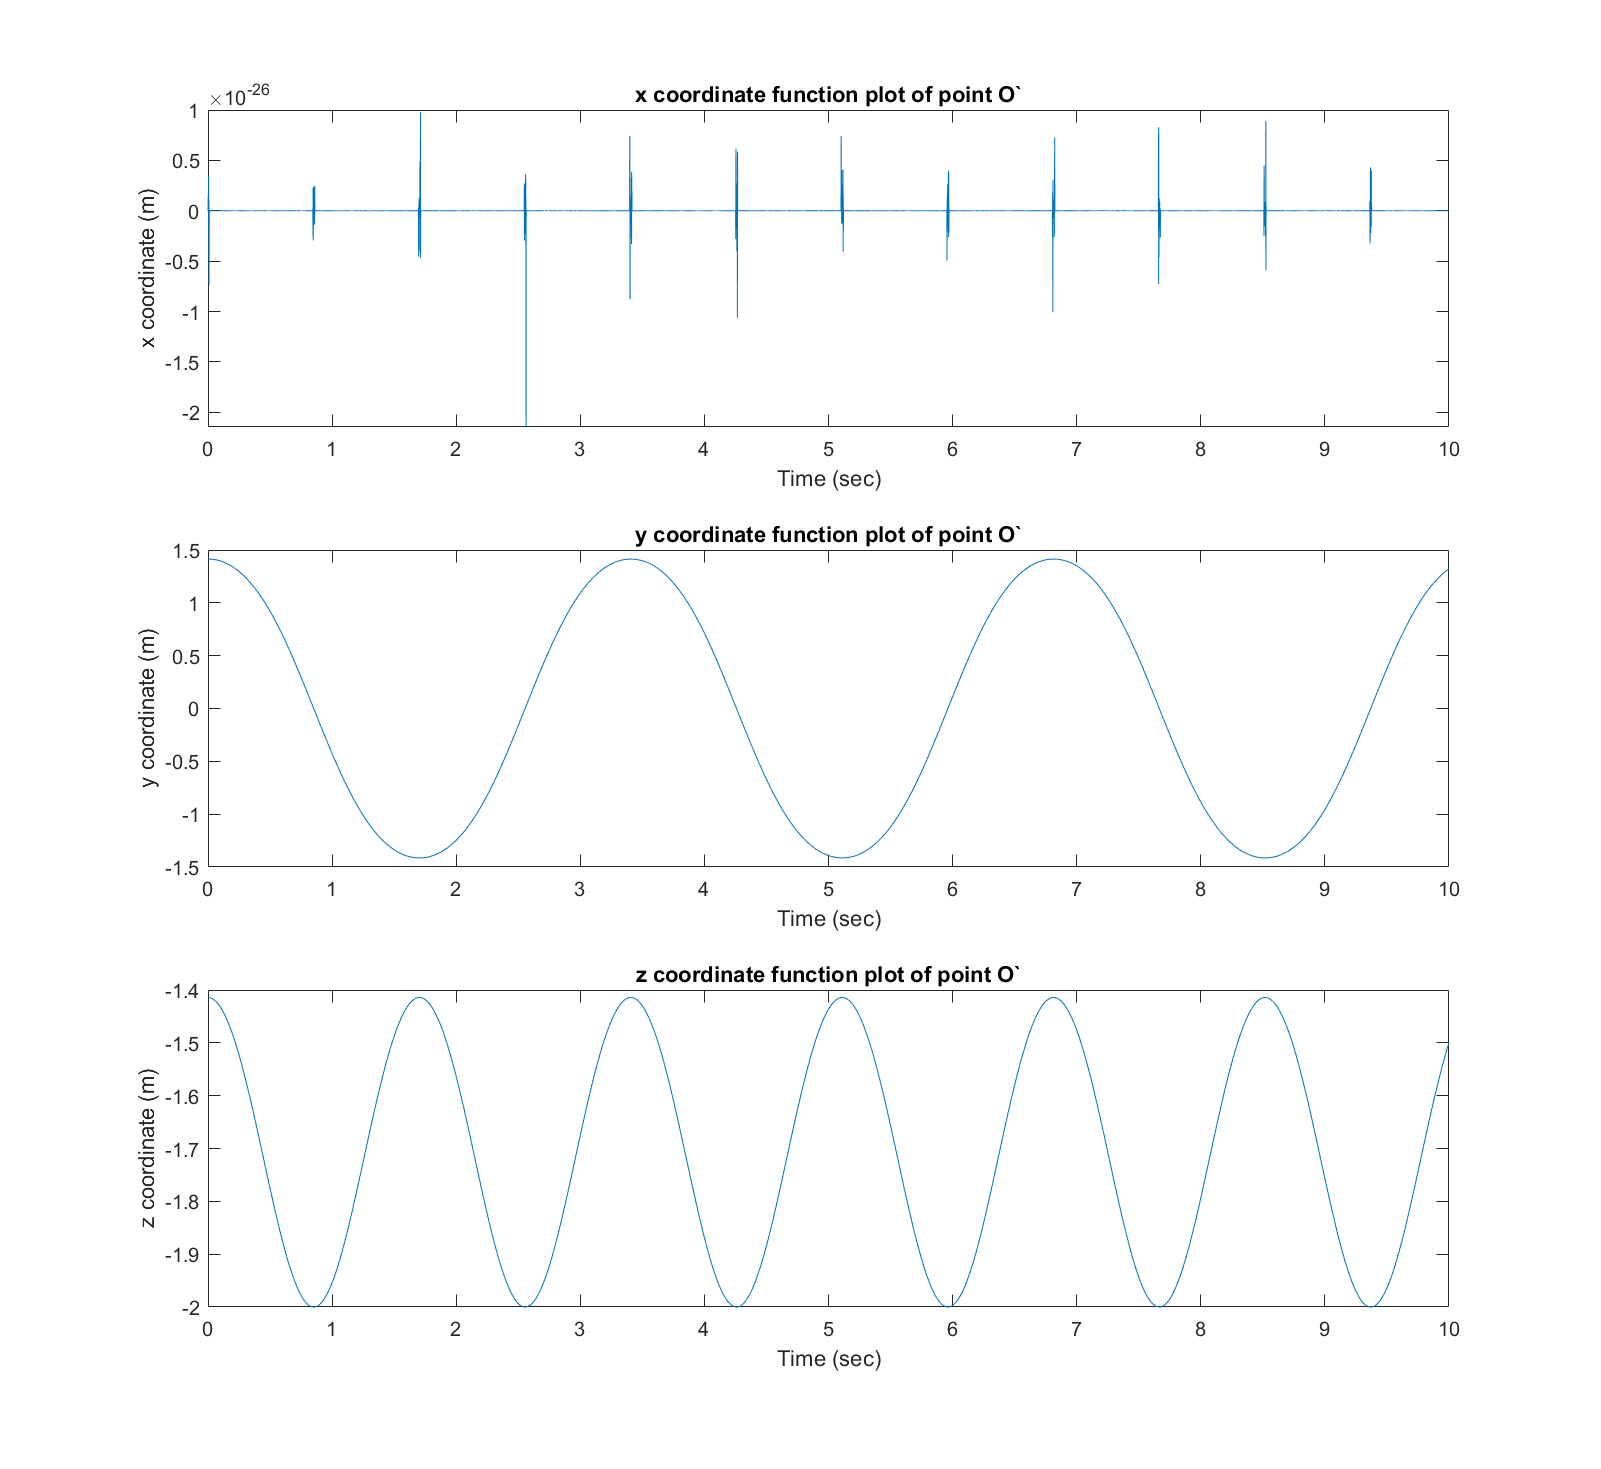 ×10-26
x coordinate function plot of point O`
1
0.5
0
-0.5
-1
-1.5
-2
x coordinate (m)
0 1 2 3 4 5 6 7 8 9 10
Time (sec)
y coordinate function plot of point O`
1.5
1
0.5
0
-0.5
-1
-1.5
y coordinate (m)
0 1 2 3 4 5 6 7 8 9 10
Time (sec)
z coordinate function plot of point O`
-1.4
-1.5
-1.6
-1.7
-1.8
-1.9
-2
z coordinate (m)
0 1 2 3 4 5 6 7 8 9 10
Time (sec)